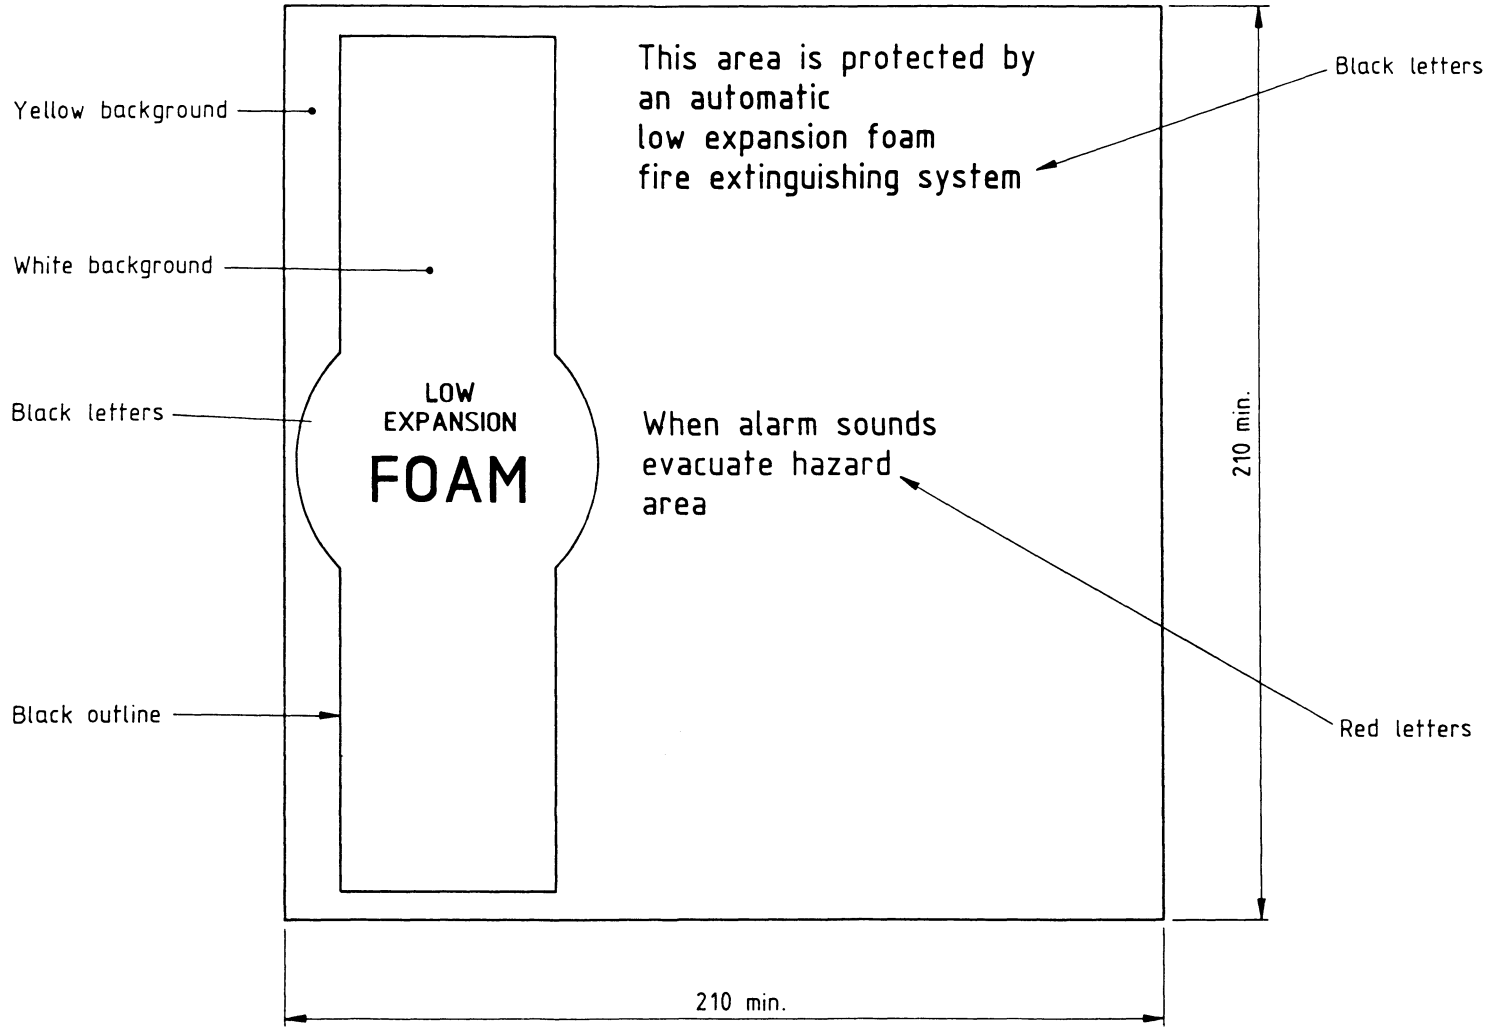 This area is protected by
an automatic
low expansion foam
fire extinguishing system
Black letters
Yellow background
White background
LOW
EXPANSION
FOAM
Black letters
When alarm sounds
evacuate hazard
area
210 min.
Black outline
Red letters
210 min.